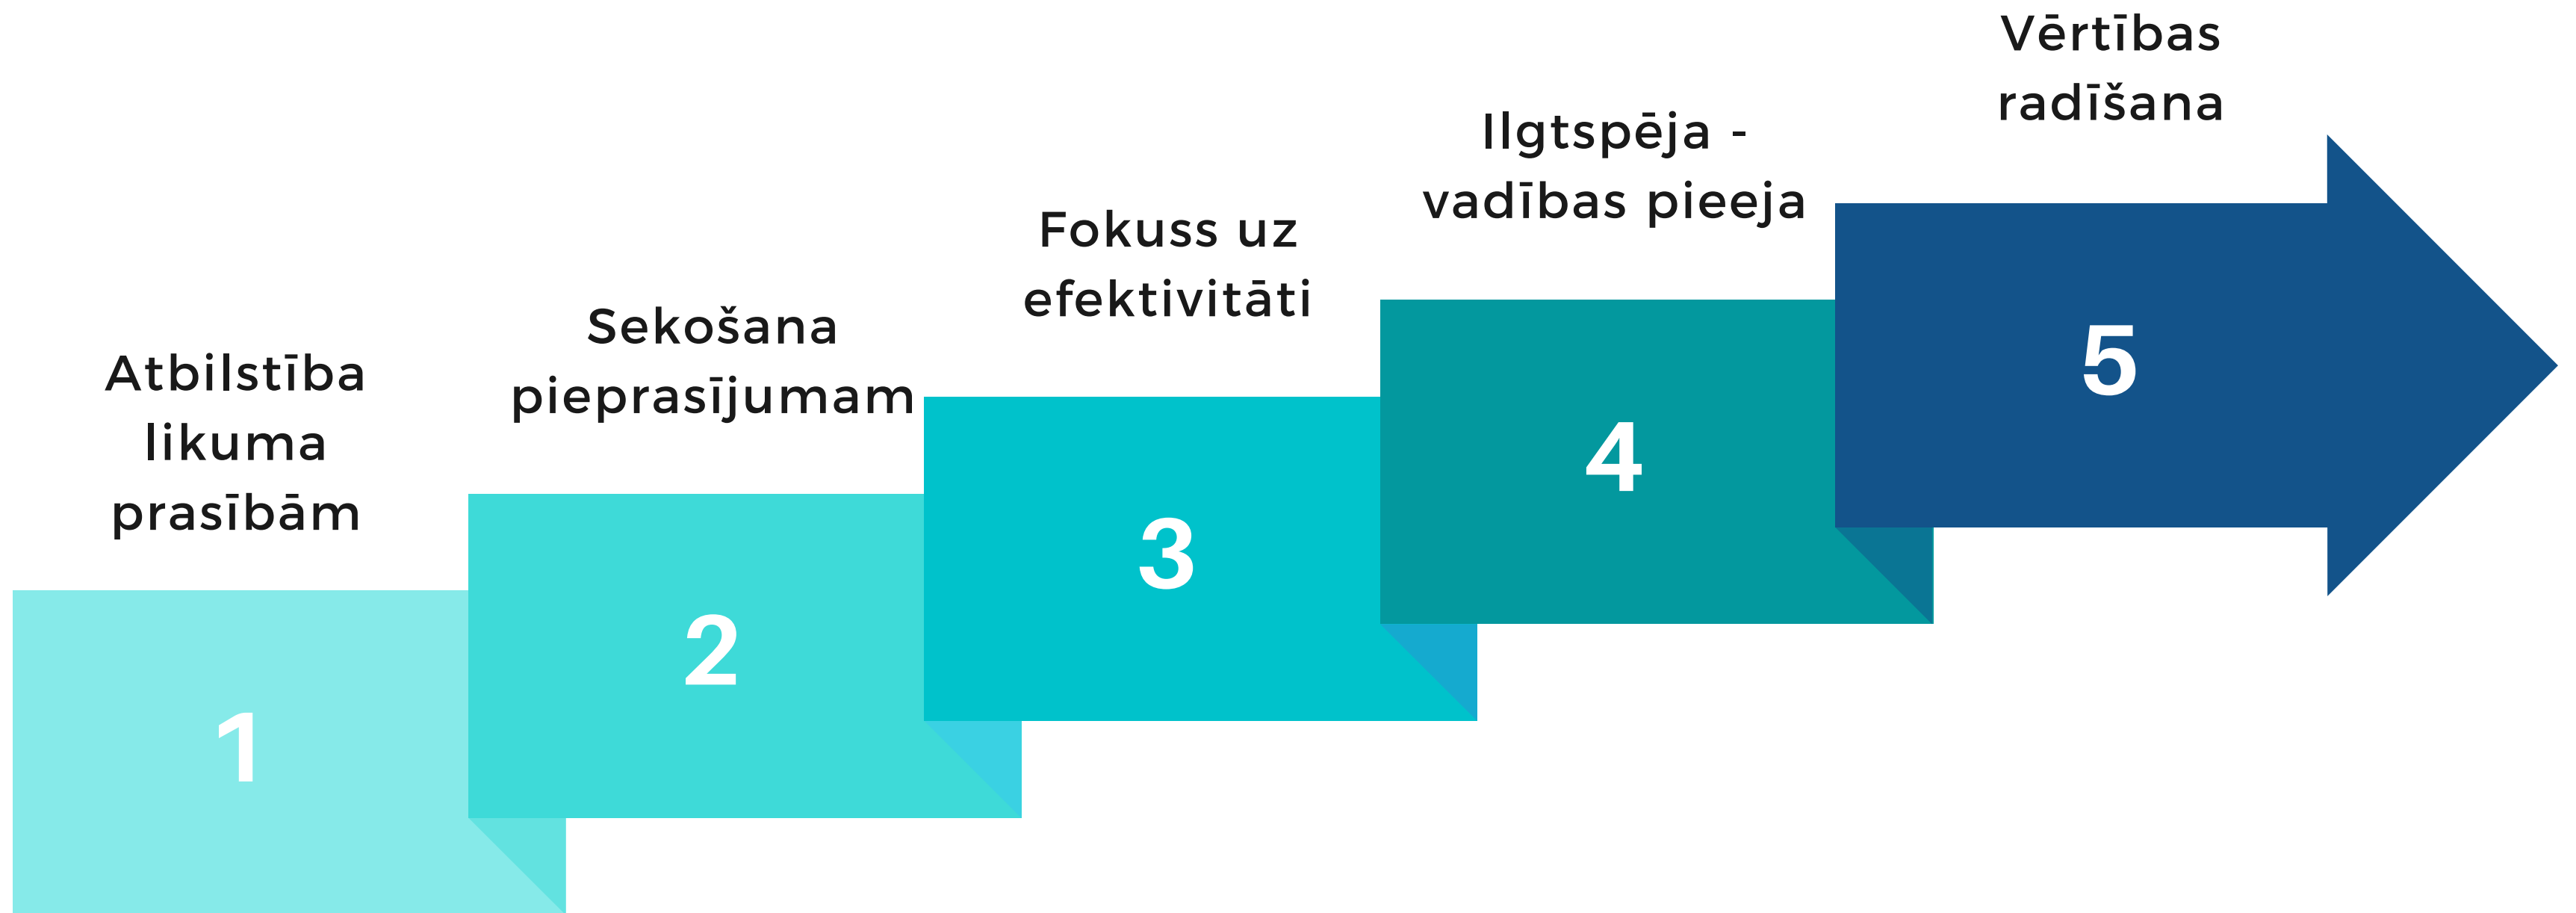 Atbilstība
likuma
prasībām
1
Sekošana
pieprasījumam
2
Fokuss uz
efektivitāti
3
Ilgtspēja -
vadības pieeja
4
Vērtības
radīšana
5